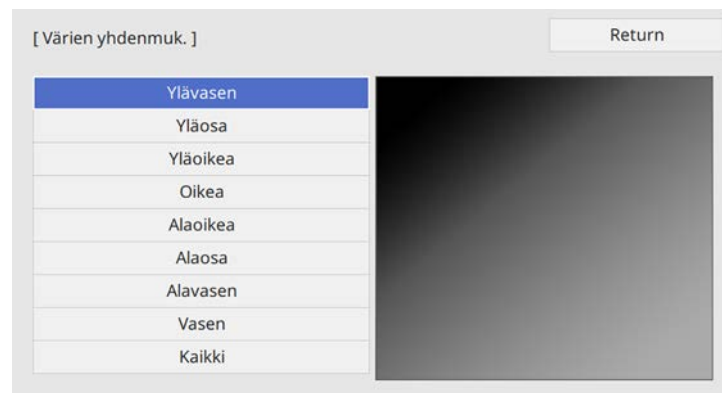 [ Värien yhdenmuk. ]
Return
Ylävasen
Yläosa
Yläoikea
Oikea
Alaoikea
Alaosa
Alavasen
Vasen
Kaikki